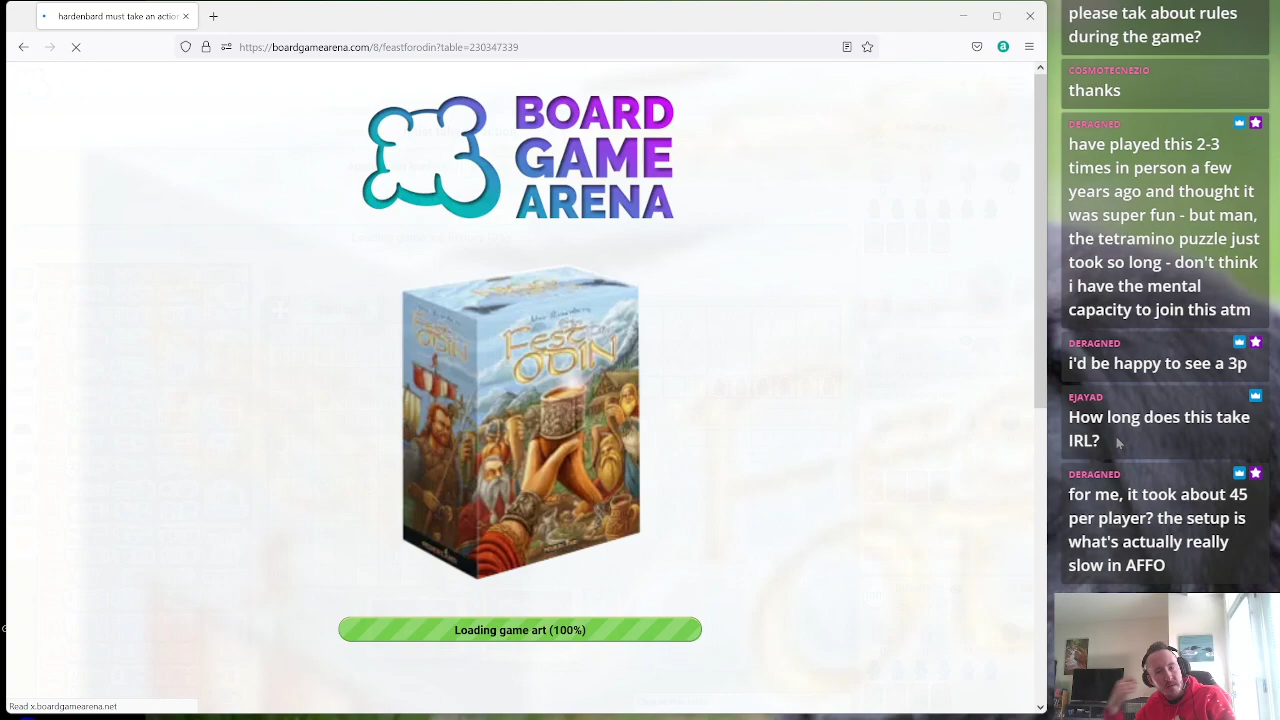 hardenbard must take an action
https://boardgamearena.com/8/feastforodin?table=230347339
BOARD
GAME
ARENA
FEST
ODIN
Loading game art (100%)
Read x.boardgamearena.net
please tak about rules
during the game?
COSMOTECNEZIO
thanks
DERAGNED
have played this 2-3
times in person a few
years ago and thought it
was super fun - but man,
the tetramino puzzle just
took so long - don't think
i have the mental
capacity to join this atm
DERAGNED
i'd be happy to see a 3p
EJAYAD
How long does this take
IRL?
DERAGNED
for me, it took about 45
per player? the setup is
what's actually really
slow in AFFO